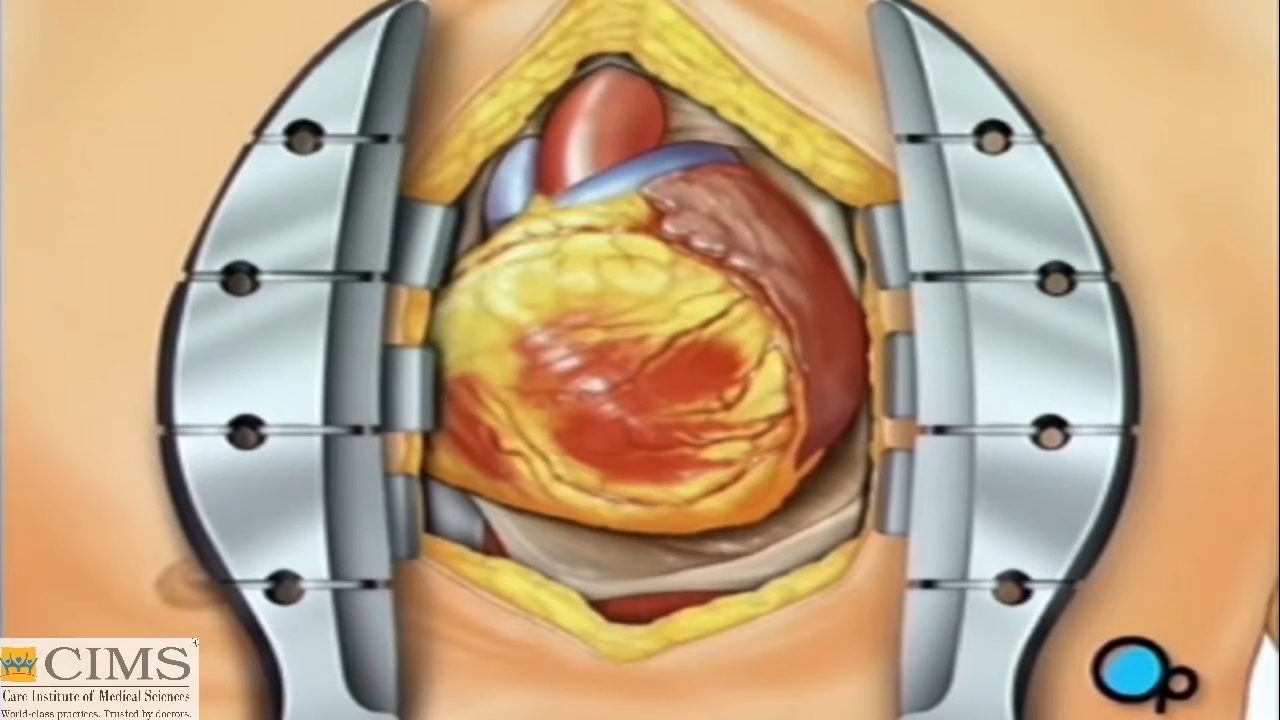 CIMS
Care Institute of Medical Sciences
World-class practices. Trusted by doctors.